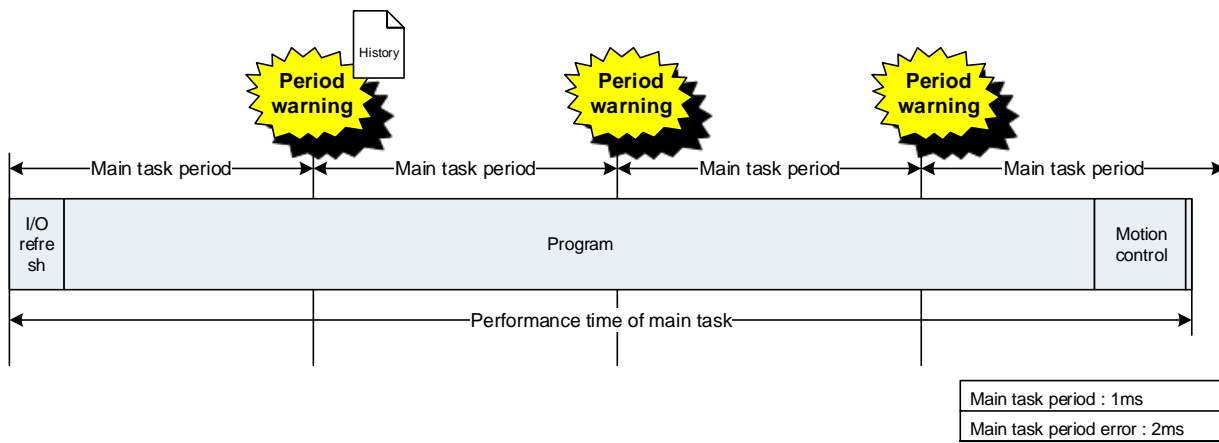 History
Period
warning
Period
warning
Period
warning
Main task period
Main task period
Main task period
Main task period
I/O
refre
sh
Program
Motion
control
Performance time of main task
Main task period : 1ms
Main task period error : 2ms